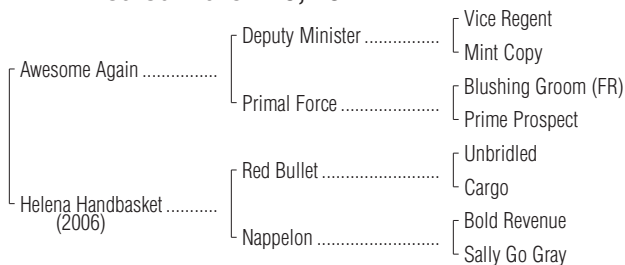 Vice Regent
Deputy Minister ................
Mint Copy
Awesome Again ................
Blushing Groom (FR)
Primal Force .....................
Prime Prospect
Unbridled
Red Bullet .........................
Cargo
Helena Handbasket ...........
(2006)
Bold Revenue
Nappelon ..........................
Sally Go Gray